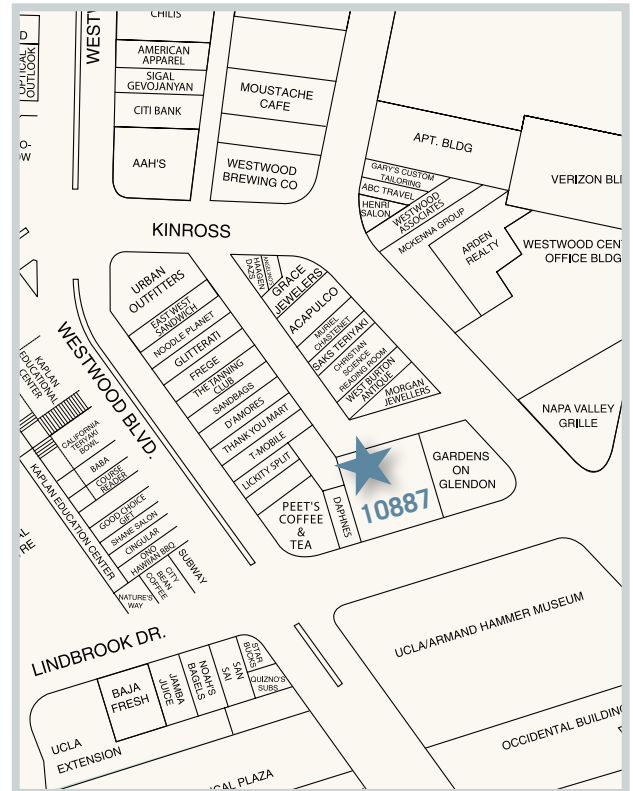 CHILIS
AMERICAN
APPAREL
SIGAL
GEVOJANYAN
CITI BANK
AAH'S
WEST
D
OPTICAL
OUTLOOK
O-
OW
MOUSTACHE
CAFE
WESTWOOD
BREWING CO
APT. BLDG
VERIZON BL
GARY'S CUSTOM
TAILORING
ABC TRAVEL
HENRI
SALON
WESTWOOD
ASSOCIATES
MCKENNA GROUP
ARDEN
REALTY
WESTWOOD CEN
OFFICE BLDG
NAPA VALLEY
GRILLE
KINROSS
URBAN
OUTFITTERS
EAST WEST
SANDWICH
NOODLE PLANET
GLITTERATI
FREGE
THE TANNING
CLUB
SANDBAGS
D'AMORES
THANK YOU MART
T-MOBILE
LICKITY SPLIT
PEET'S
COFFEE
&
TEA
DAPHNES
10887
GARDENS
ON
GLENDON
HAAGEN
DAZS
GRACE
JEWELERS
ACAPULCO
MURIEL
CHASTENET
SAKS TERIYAKI
CHRISTIAN
SCIENCE
READING ROOM
WEST BURTON
ANTIQUE
MORGAN
JEWELLERS
WESTWOOD BLVD.
KAPLAN
EDUCATIONAL
CENTER
CALIFORNIA
TERIYAKI
BOWL
BABA
COURSE
READER
KAPLAN EDUCATION CENTER
GOOD CHOICE
GIFT
SHANE SALON
CINGULAR
ONO
HAWIIAN BBQ
SUBWAY
CITY
BEAN
COFFEE
NATURE'S
WAY
RE
LINDBROOK DR.
BAJA
FRESH
JAMBA
JUICE
NOAH'S
BAGELS
SAN
SAI
STAR
BUCKS
QUIZNO'S
SUBS
UCLA
EXTENSION
CAL PLAZA
UCLA/ARMAND HAMMER MUSEUM
OCCIDENTAL BUILDING